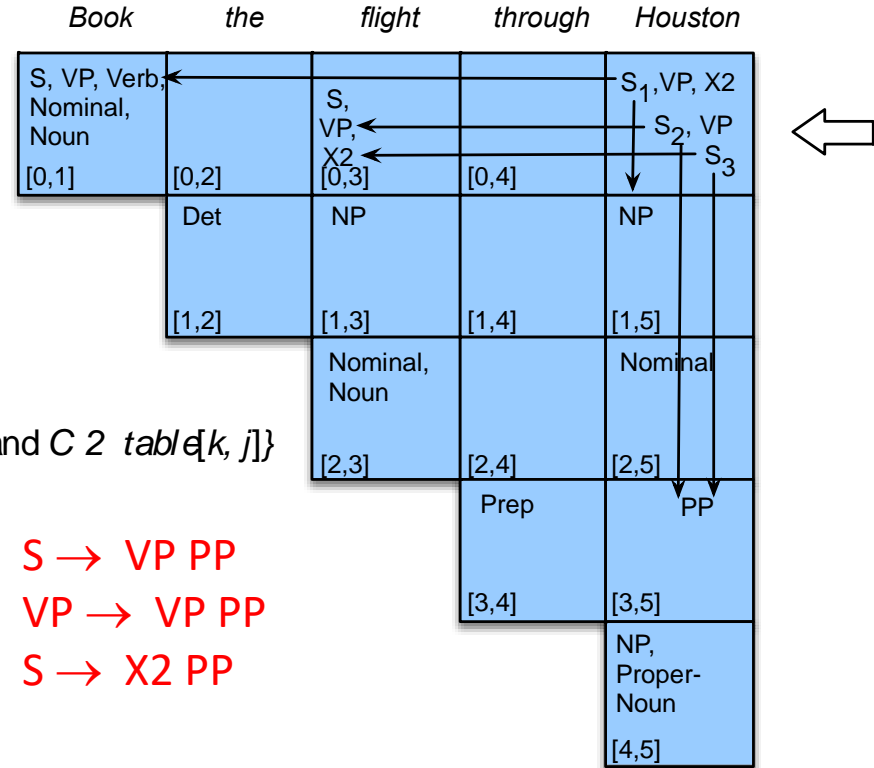 Book the flight through Houston
S, VP, Verb,
Nominal,
Noun
[0,1]
[0,2]
S,
VP,
X2
[0,3]
[0,4]
S1,VP, X2
S2, VP
S3
Det
[1,2]
NP
[1,3]
[1,4]
NP
[1,5]
Nominal,
Noun
[2,3]
[2,4]
Nominal
[2,5]
nd C 2 table[k, j]}
Prep
[3,4]
PP
[3,5]
S → VP PP
VP → VP PP
S → X2 PP
NP,
Proper-
Noun
[4,5]